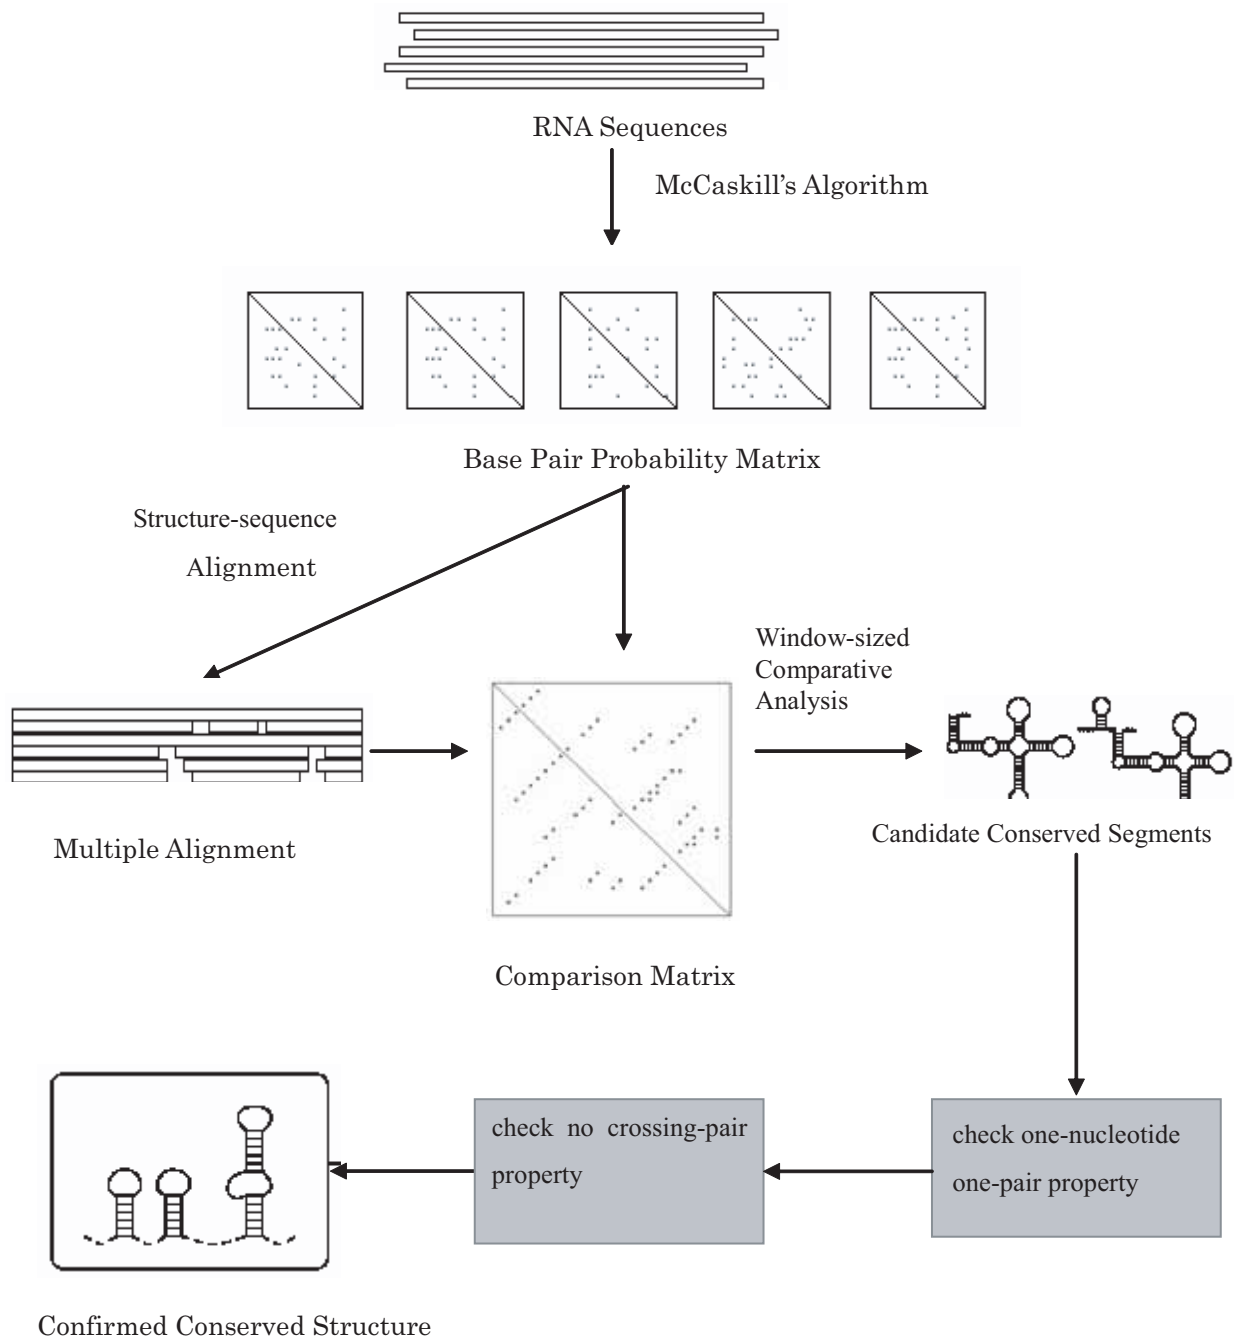 RNA Sequences
McCaskill's Algorithm
Base Pair Probability Matrix
Structure-sequence
Alignment
Window-sized
Comparative
Analysis
Multiple Alignment
Candidate Conserved Segments
Comparison Matrix
check one-nucleotide
one-pair property
check no crossing-pair
property
Confirmed Conserved Structure